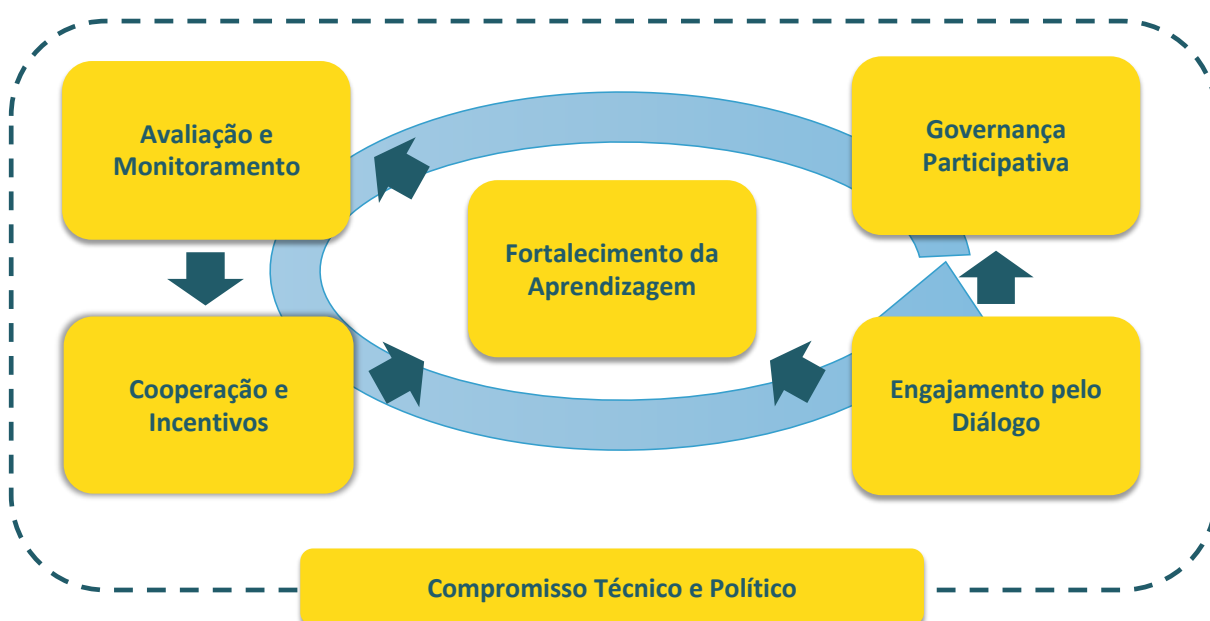 Avaliação e
Monitoramento
Governança
Participativa
Fortalecimento da
Aprendizagem
Cooperação e
Incentivos
Engajamento pelo
Diálogo
Compromisso Técnico e Político